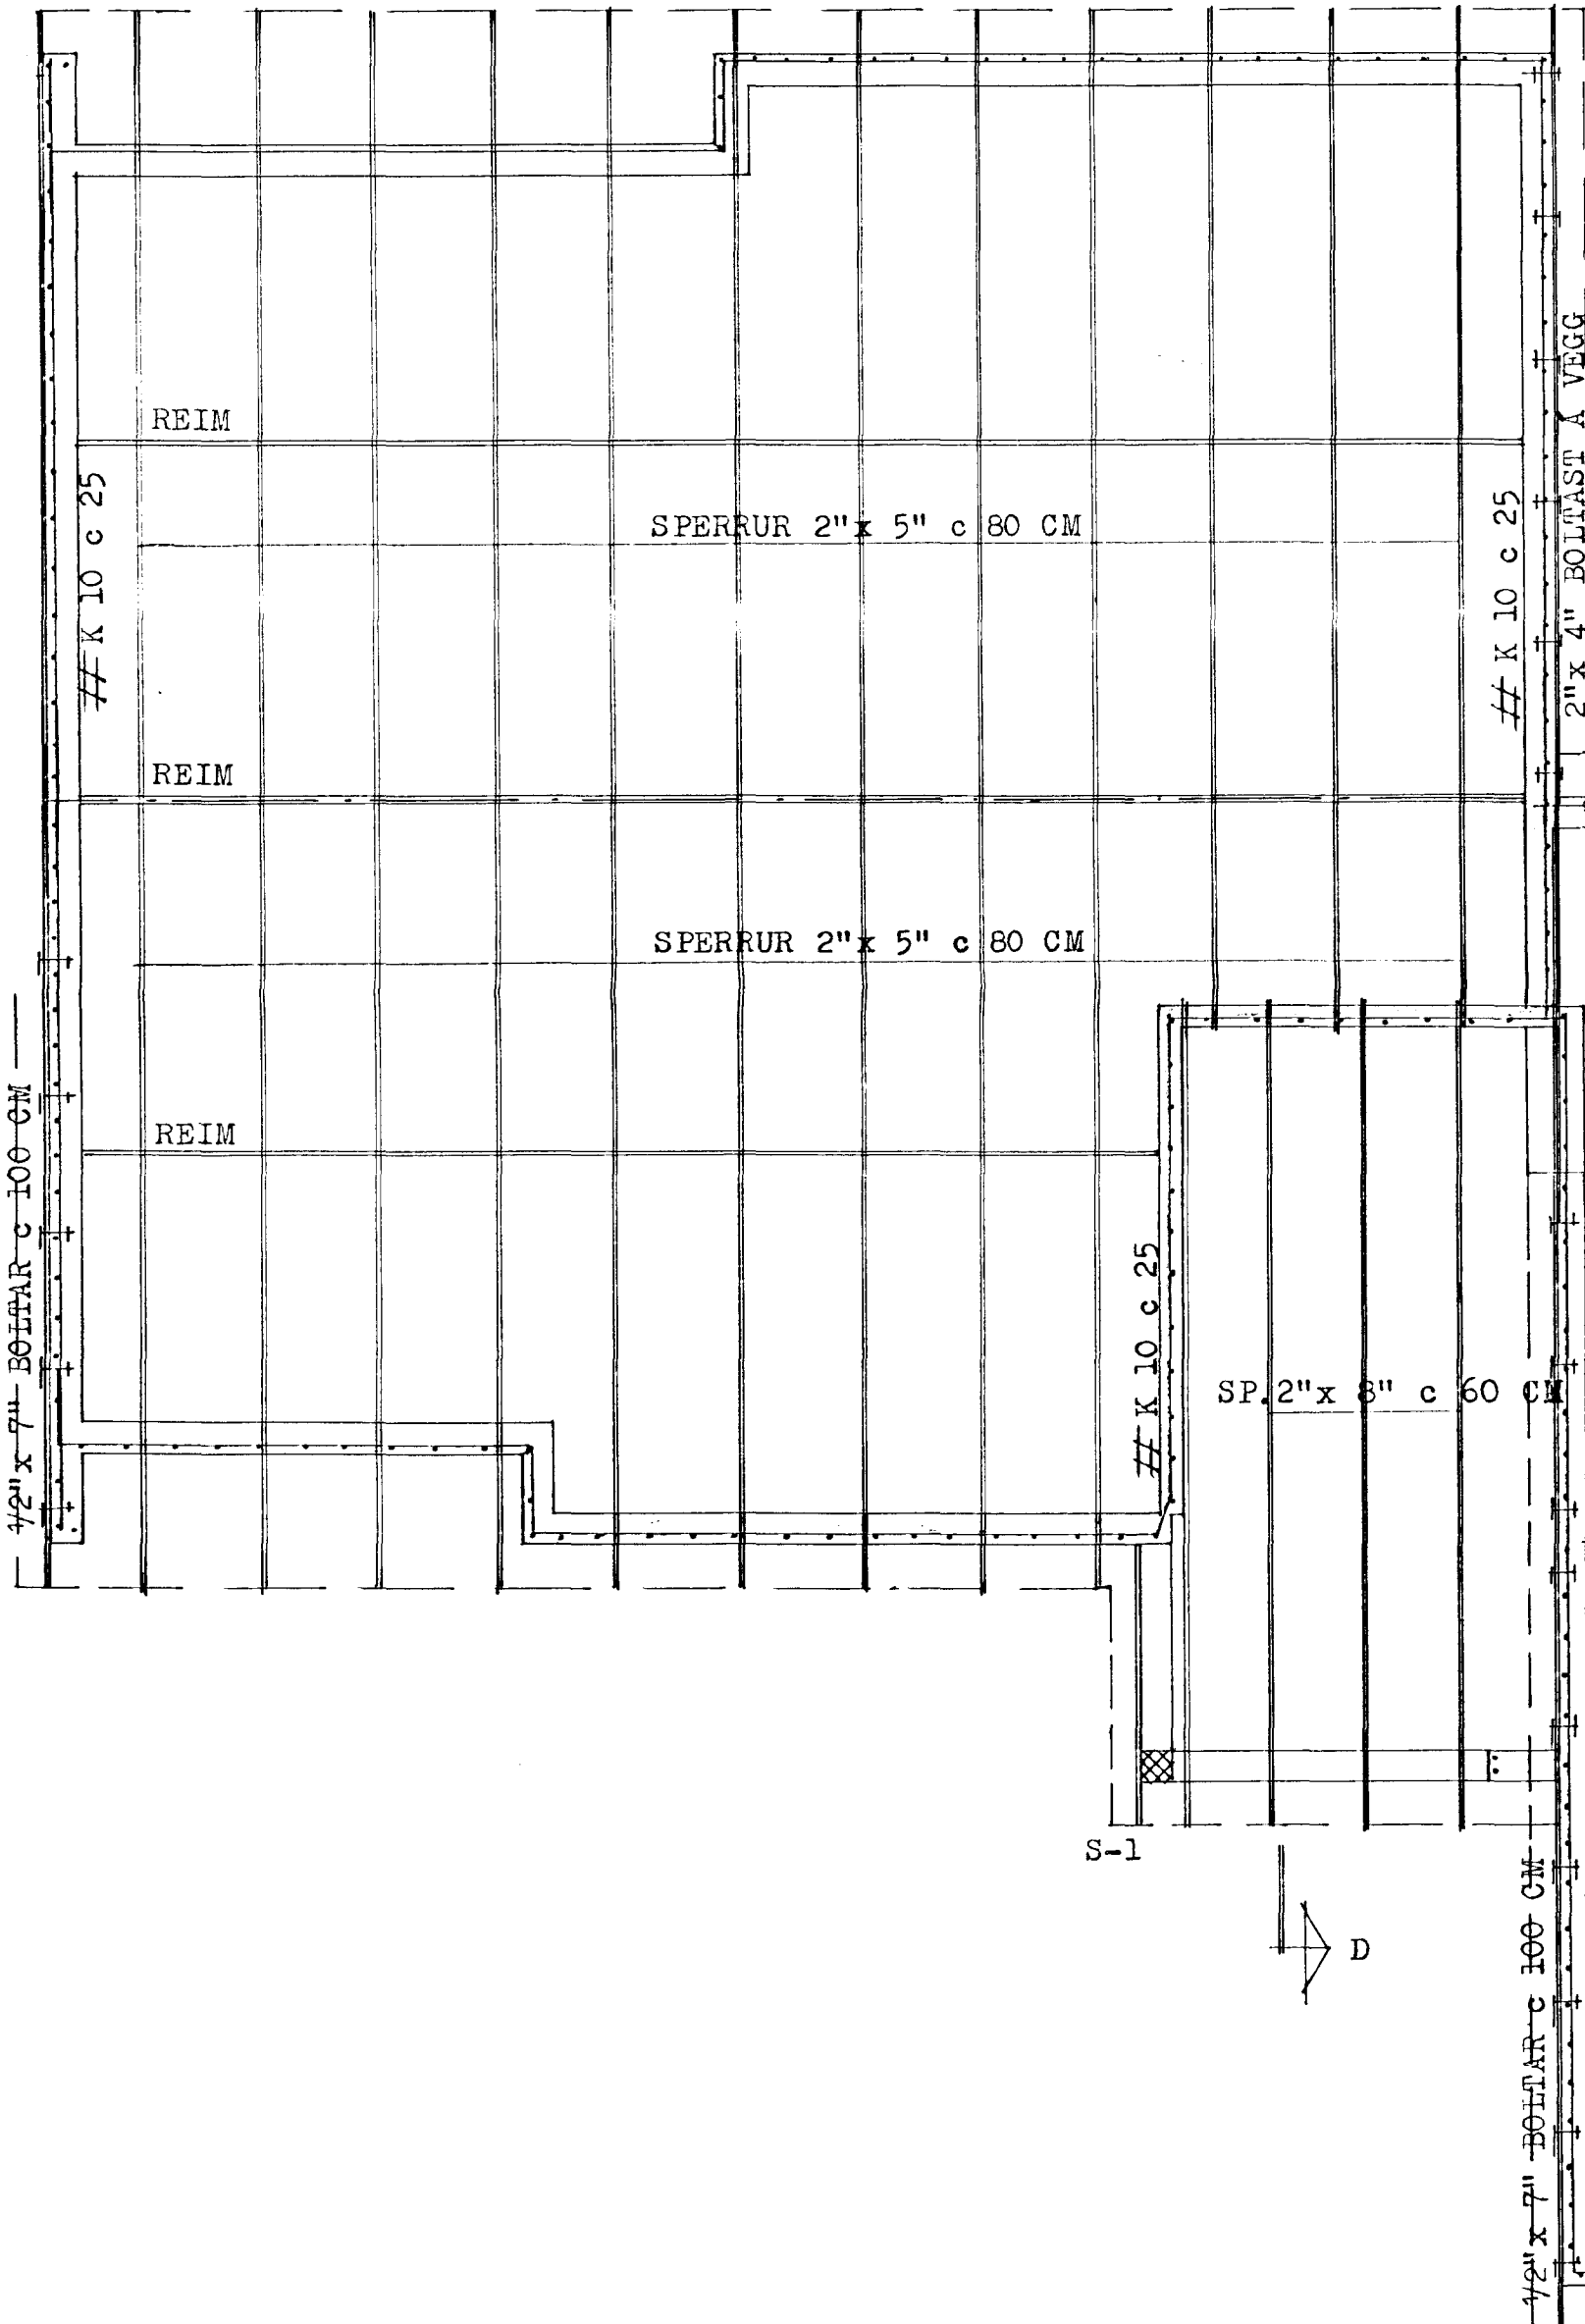 REIM
# K 10 c 25
SPERRUR 2"x 5" c 80 CM
# K 10 c 25
2"x 4" BOLTAST Á VEGG
REIM
SPERRUR 2"x 5" c 80 CM
1/2"x 7" BOLTAR c 100 CM
REIM
# K 10 c 25
SP.2"x 8" c 60 CM
S-1
D
1/2"x 7" BOLTAR c 100 CM